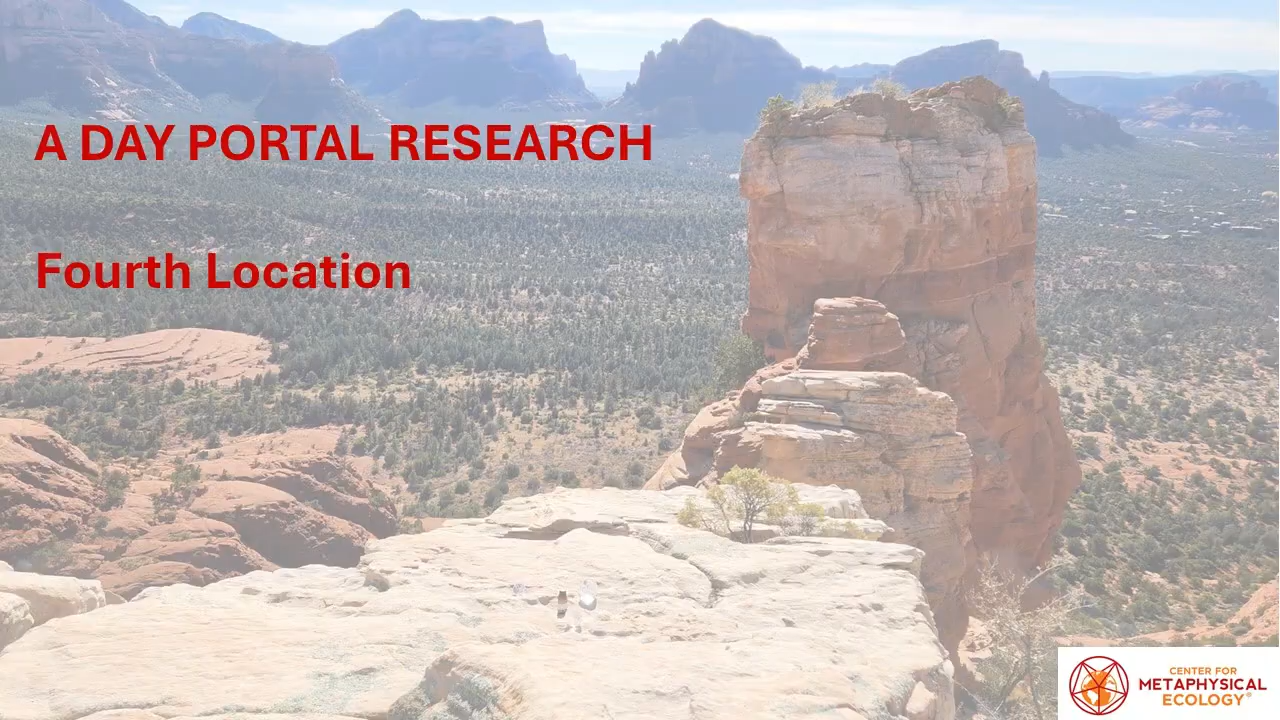 A DAY PORTAL RESEARCH
Fourth Location
CENTER FOR
METAPHYSICAL
ECOLOGY®